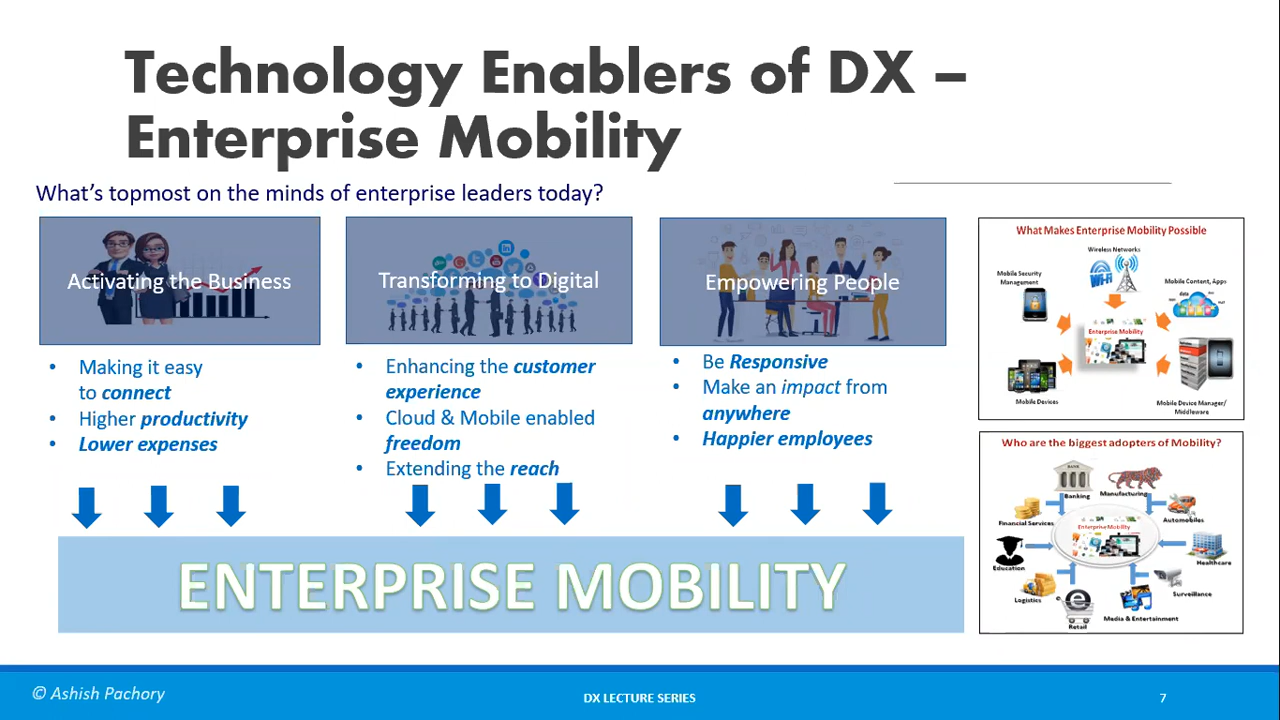 Technology Enablers of DX –
Enterprise Mobility
What's topmost on the minds of enterprise leaders today?
Activating the Business
• Making it easy
to connect
• Higher productivity
• Lower expenses
Transforming to Digital
• Enhancing the customer
experience
• Cloud & Mobile enabled
freedom
• Extending the reach
Empowering People
• Be Responsive
• Make an impact from
anywhere
• Happier employees
ENTERPRISE MOBILITY
What Makes Enterprise Mobility Possible
Wireless Networks
Wi-Fi
Mobile Security
Management
Mobile Content, Apps
data
Enterprise Mobility
Mobile Devices
Mobile Device Manager/
Middleware
Who are the biggest adopters of Mobility?
BANK
Banking
Manufacturing
Financial Services
Automobiles
Enterprise Mobility
Education
Healthcare
Logistics
Surveillance
Retail
Media & Entertainment
© Ashish Pachory
DX LECTURE SERIES
7